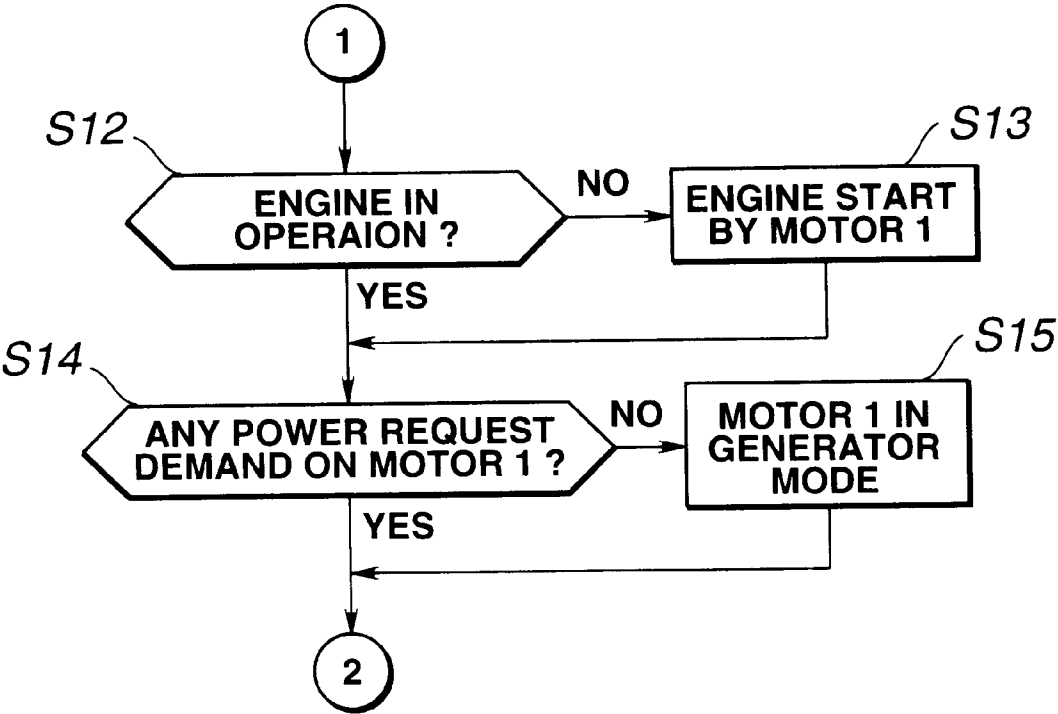 1
S12
ENGINE IN
OPERAION ?
NO
S13
ENGINE START
BY MOTOR 1
YES
S14
ANY POWER REQUEST
DEMAND ON MOTOR 1 ?
NO
S15
MOTOR 1 IN
GENERATOR
MODE
YES
2